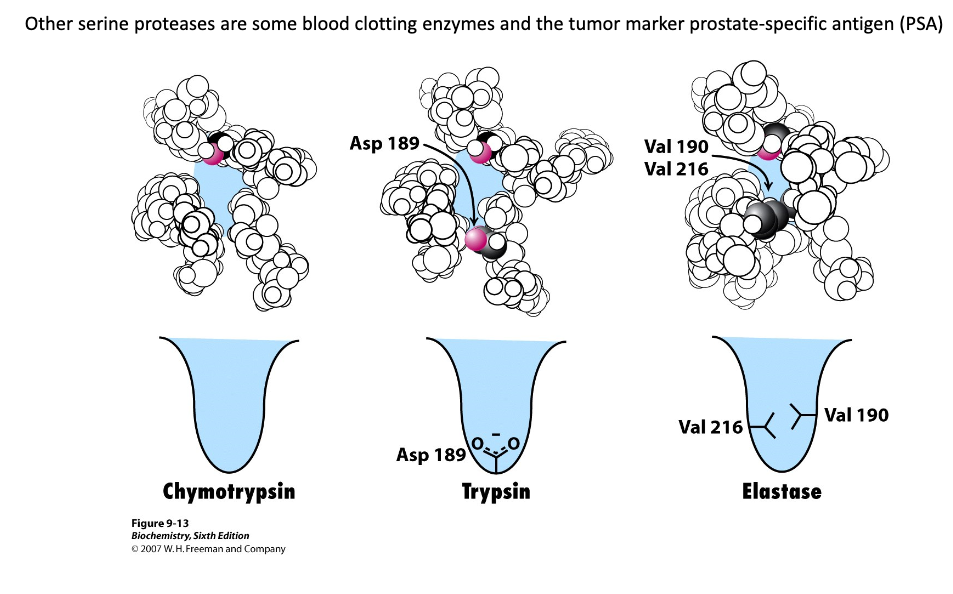 Other serine proteases are some blood clotting enzymes and the tumor marker prostate-specific antigen (PSA)
Asp 189
Val 190
Val 216
Asp 189
O
-
O
Val 216
Val 190
Chymotrypsin
Trypsin
Elastase
Figure 9-13
Biochemistry, Sixth Edition
© 2007 W. H. Freeman and Company